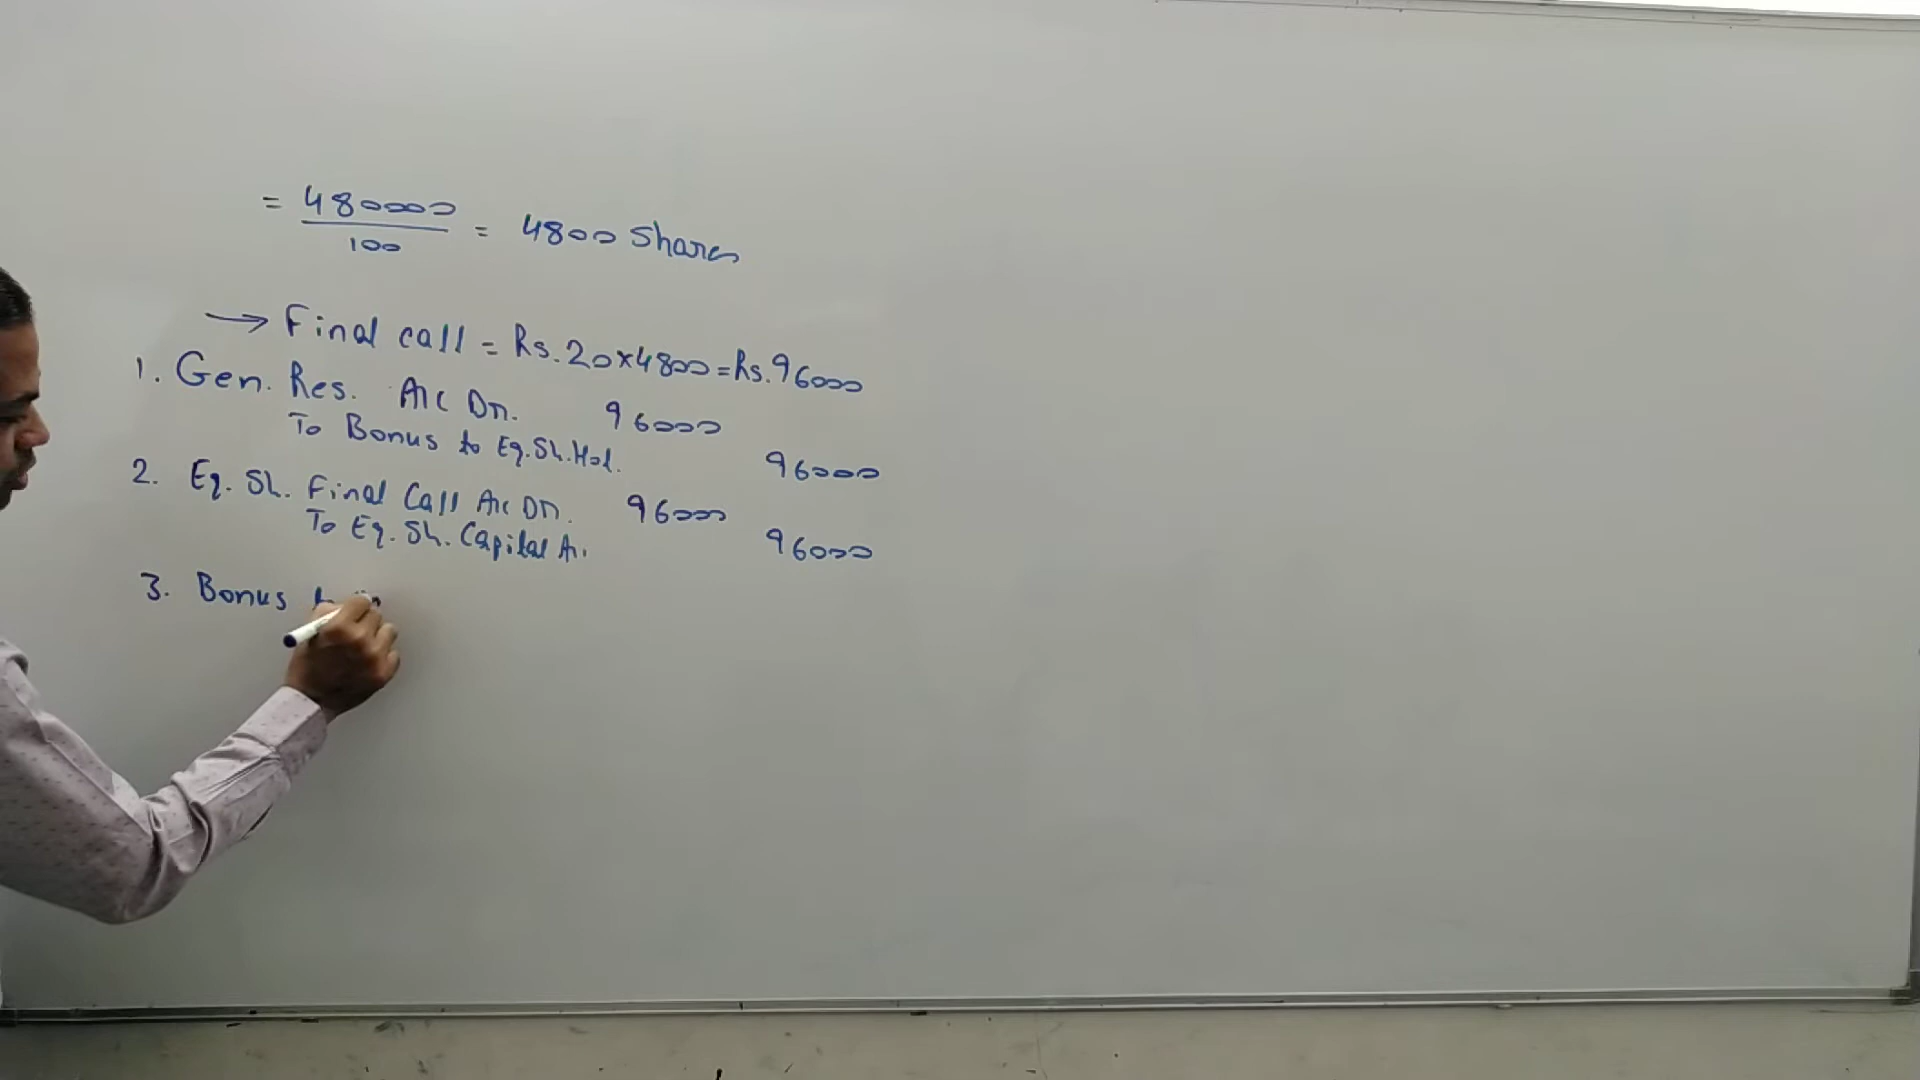 = 480000 / 100 = 4800 Shares
→ Final call = Rs. 20 x 4800 = Rs. 96000
1. Gen. Res. A/c Dr. 96000
To Bonus to Eq. Sh. Hol. 96000
2. Eq. Sh. Final Call A/c Dr. 96000
To Eq. Sh. Capital A/c. 96000
3. Bonus